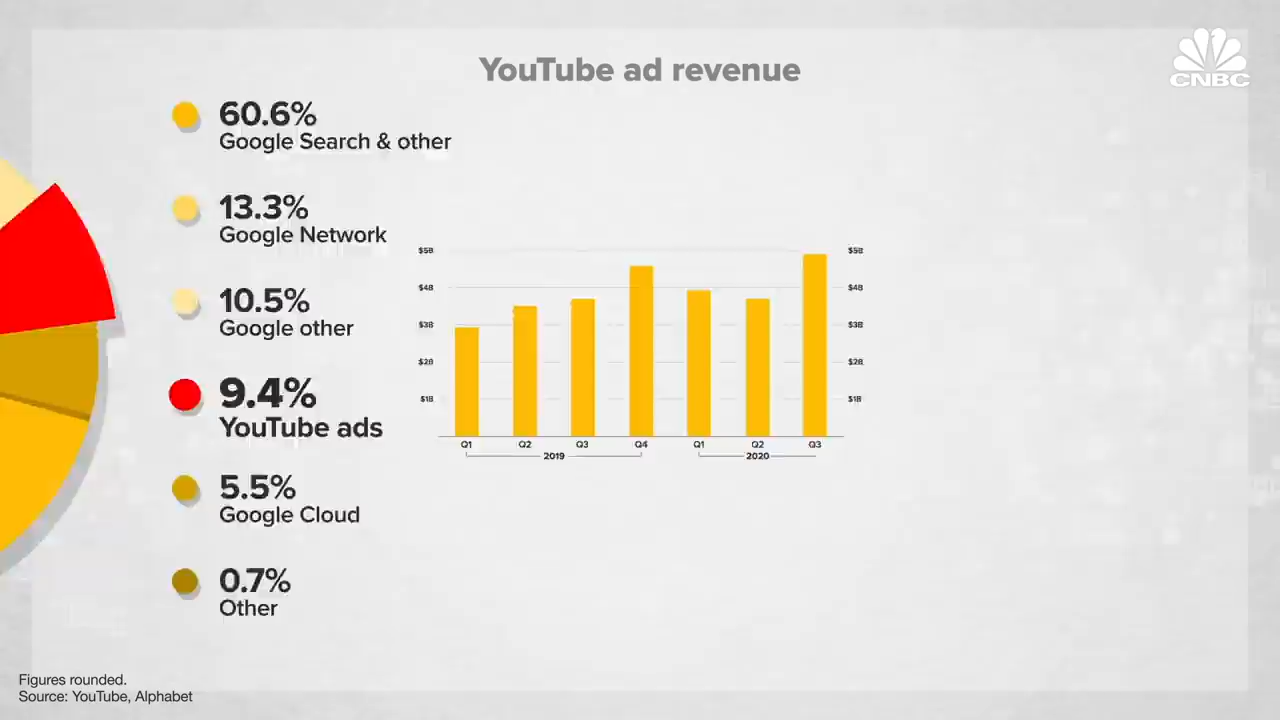 YouTube ad revenue
CNBC
60.6%
Google Search & other
13.3%
Google Network
10.5%
Google other
9.4%
YouTube ads
5.5%
Google Cloud
0.7%
Other
$5B
$4B
$3B
$2B
$1B
$5B
$4B
$3B
$2B
$1B
Q1 Q2 Q3 Q4 Q1 Q2 Q3
2019 2020
Figures rounded.
Source: YouTube, Alphabet